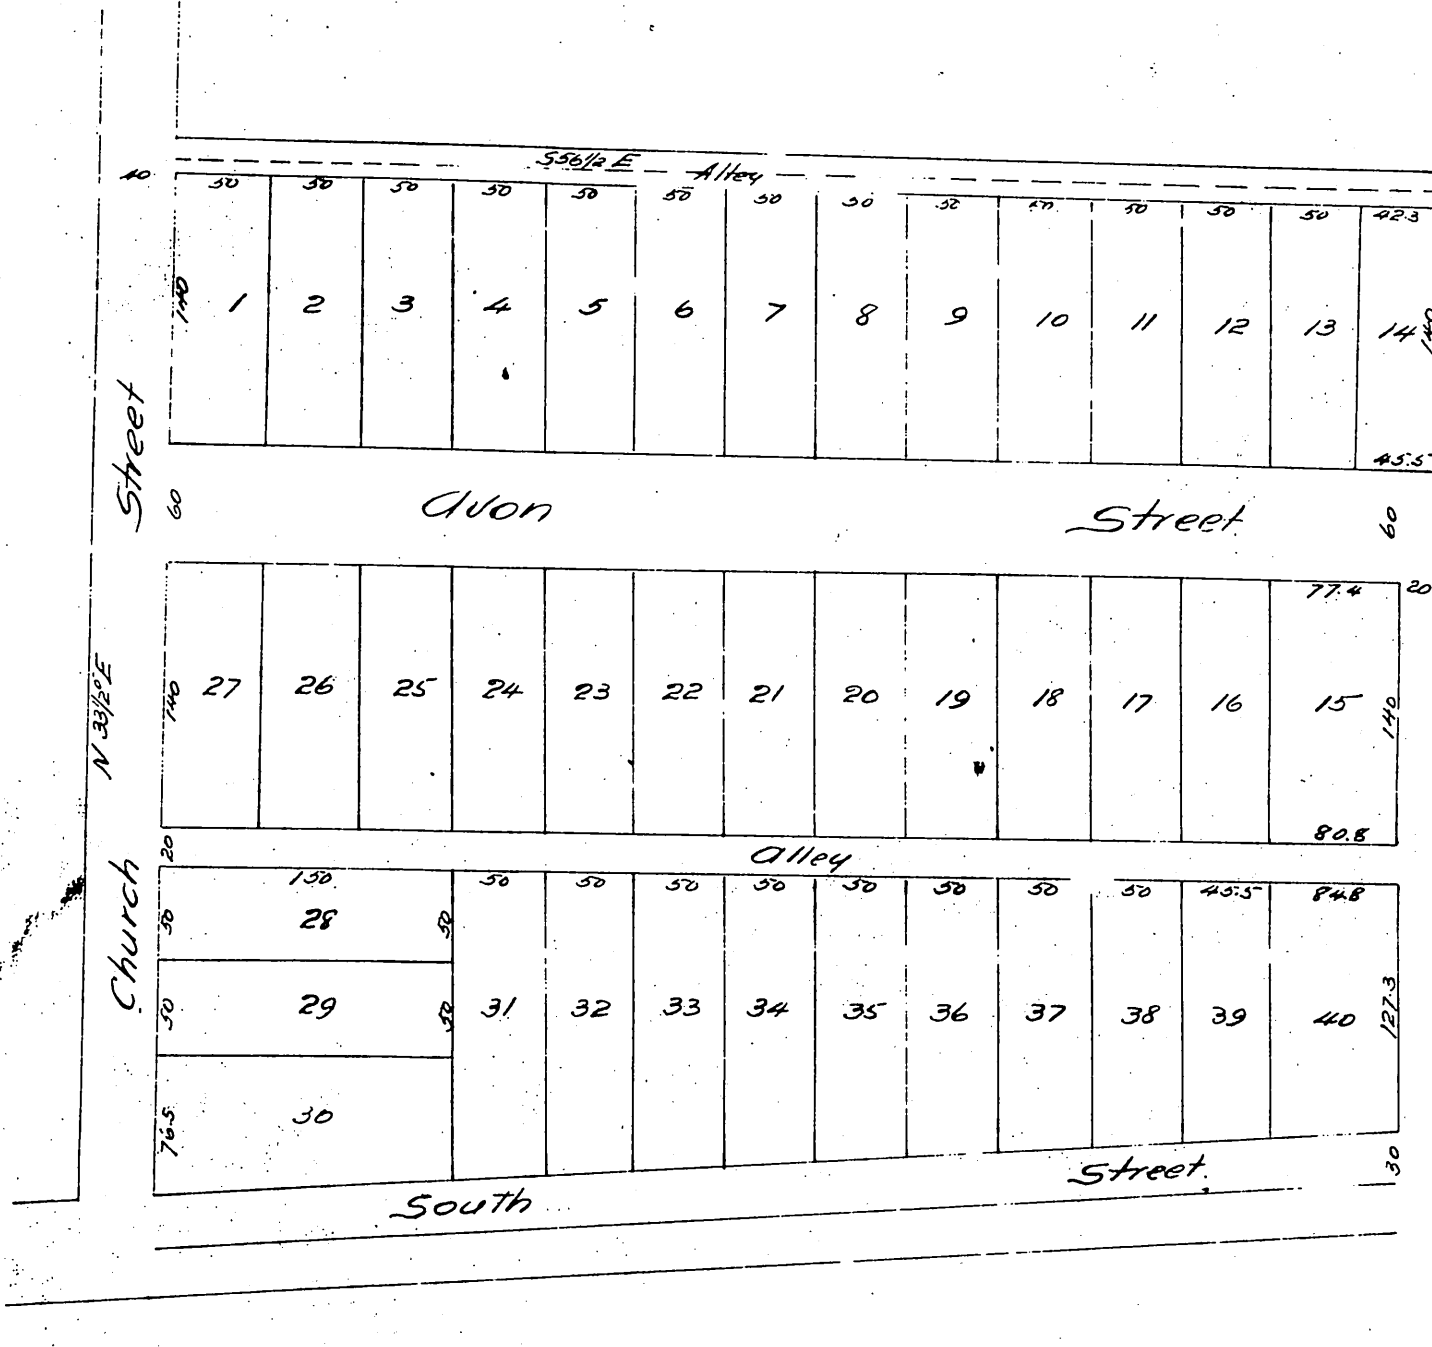 S56½E Alley
40
50 50 50 50 50 50 50 50 50 50 50 50 50 42.3
140 1 2 3 4 5 6 7 8 9 10 11 12 13 14 140
45.5
Street
60 Avon Street 60
77.4 20
N 33½°E
140 27 26 25 24 23 22 21 20 19 18 17 16 15 140
80.8
20 Alley
150 50 50 50 50 50 50 50 50 45.5 84.8
50 28 50
Church
50 29 50 31 32 33 34 35 36 37 38 39 40 127.3
76.5 30
South Street. 30